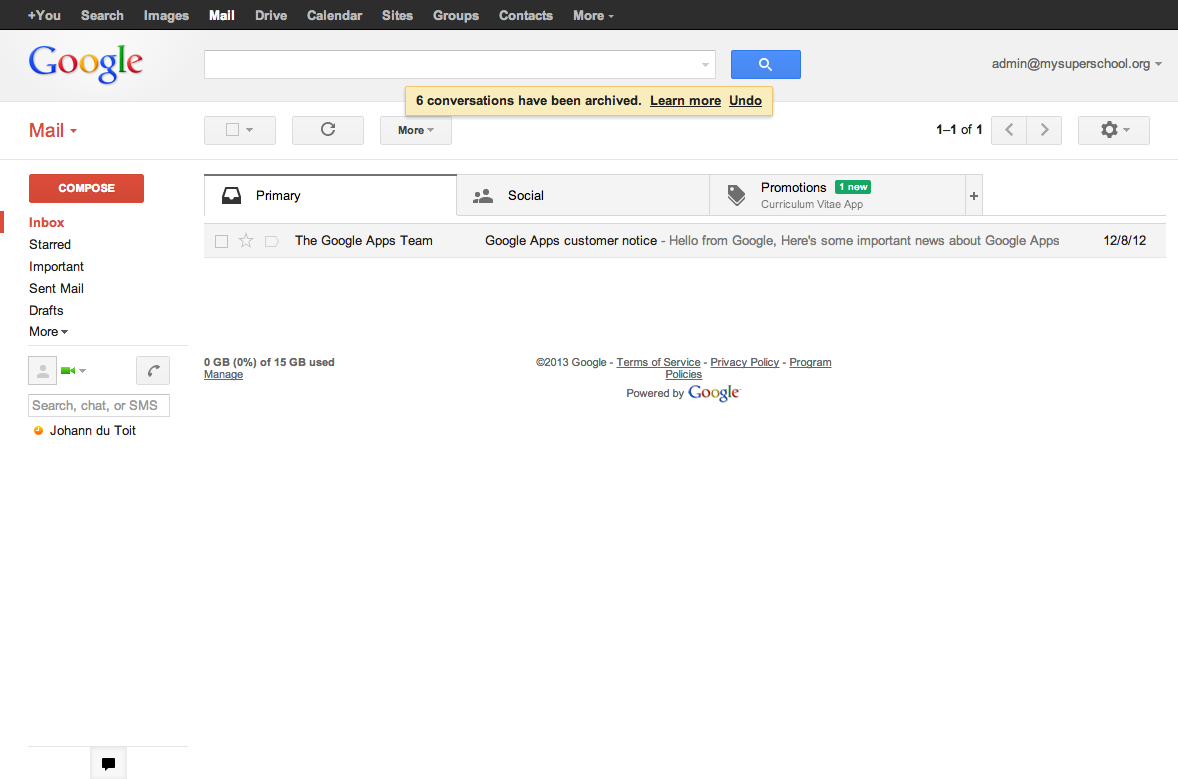 +You Search Images Mail Drive Calendar Sites Groups Contacts More
Google
admin@mysuperschool.org
6 conversations have been archived. Learn more Undo
Mail
More
1–1 of 1
COMPOSE
Primary
Social
Promotions 1 new
Curriculum Vitae App
+
Inbox
Starred
Important
Sent Mail
Drafts
More
The Google Apps Team Google Apps customer notice - Hello from Google, Here's some important news about Google Apps 12/8/12
Search, chat, or SMS
Johann du Toit
0 GB (0%) of 15 GB used
Manage
©2013 Google - Terms of Service - Privacy Policy - Program
Policies
Powered by Google